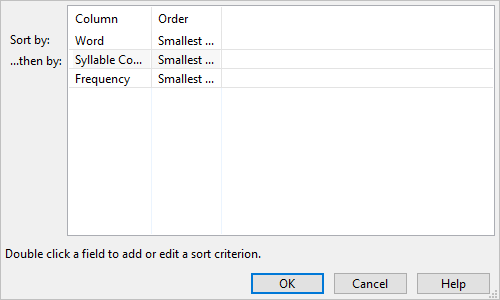 Column Order
Sort by: Word Smallest ...
...then by: Syllable Co... Smallest ...
Frequency Smallest ...
Double click a field to add or edit a sort criterion.
OK Cancel Help